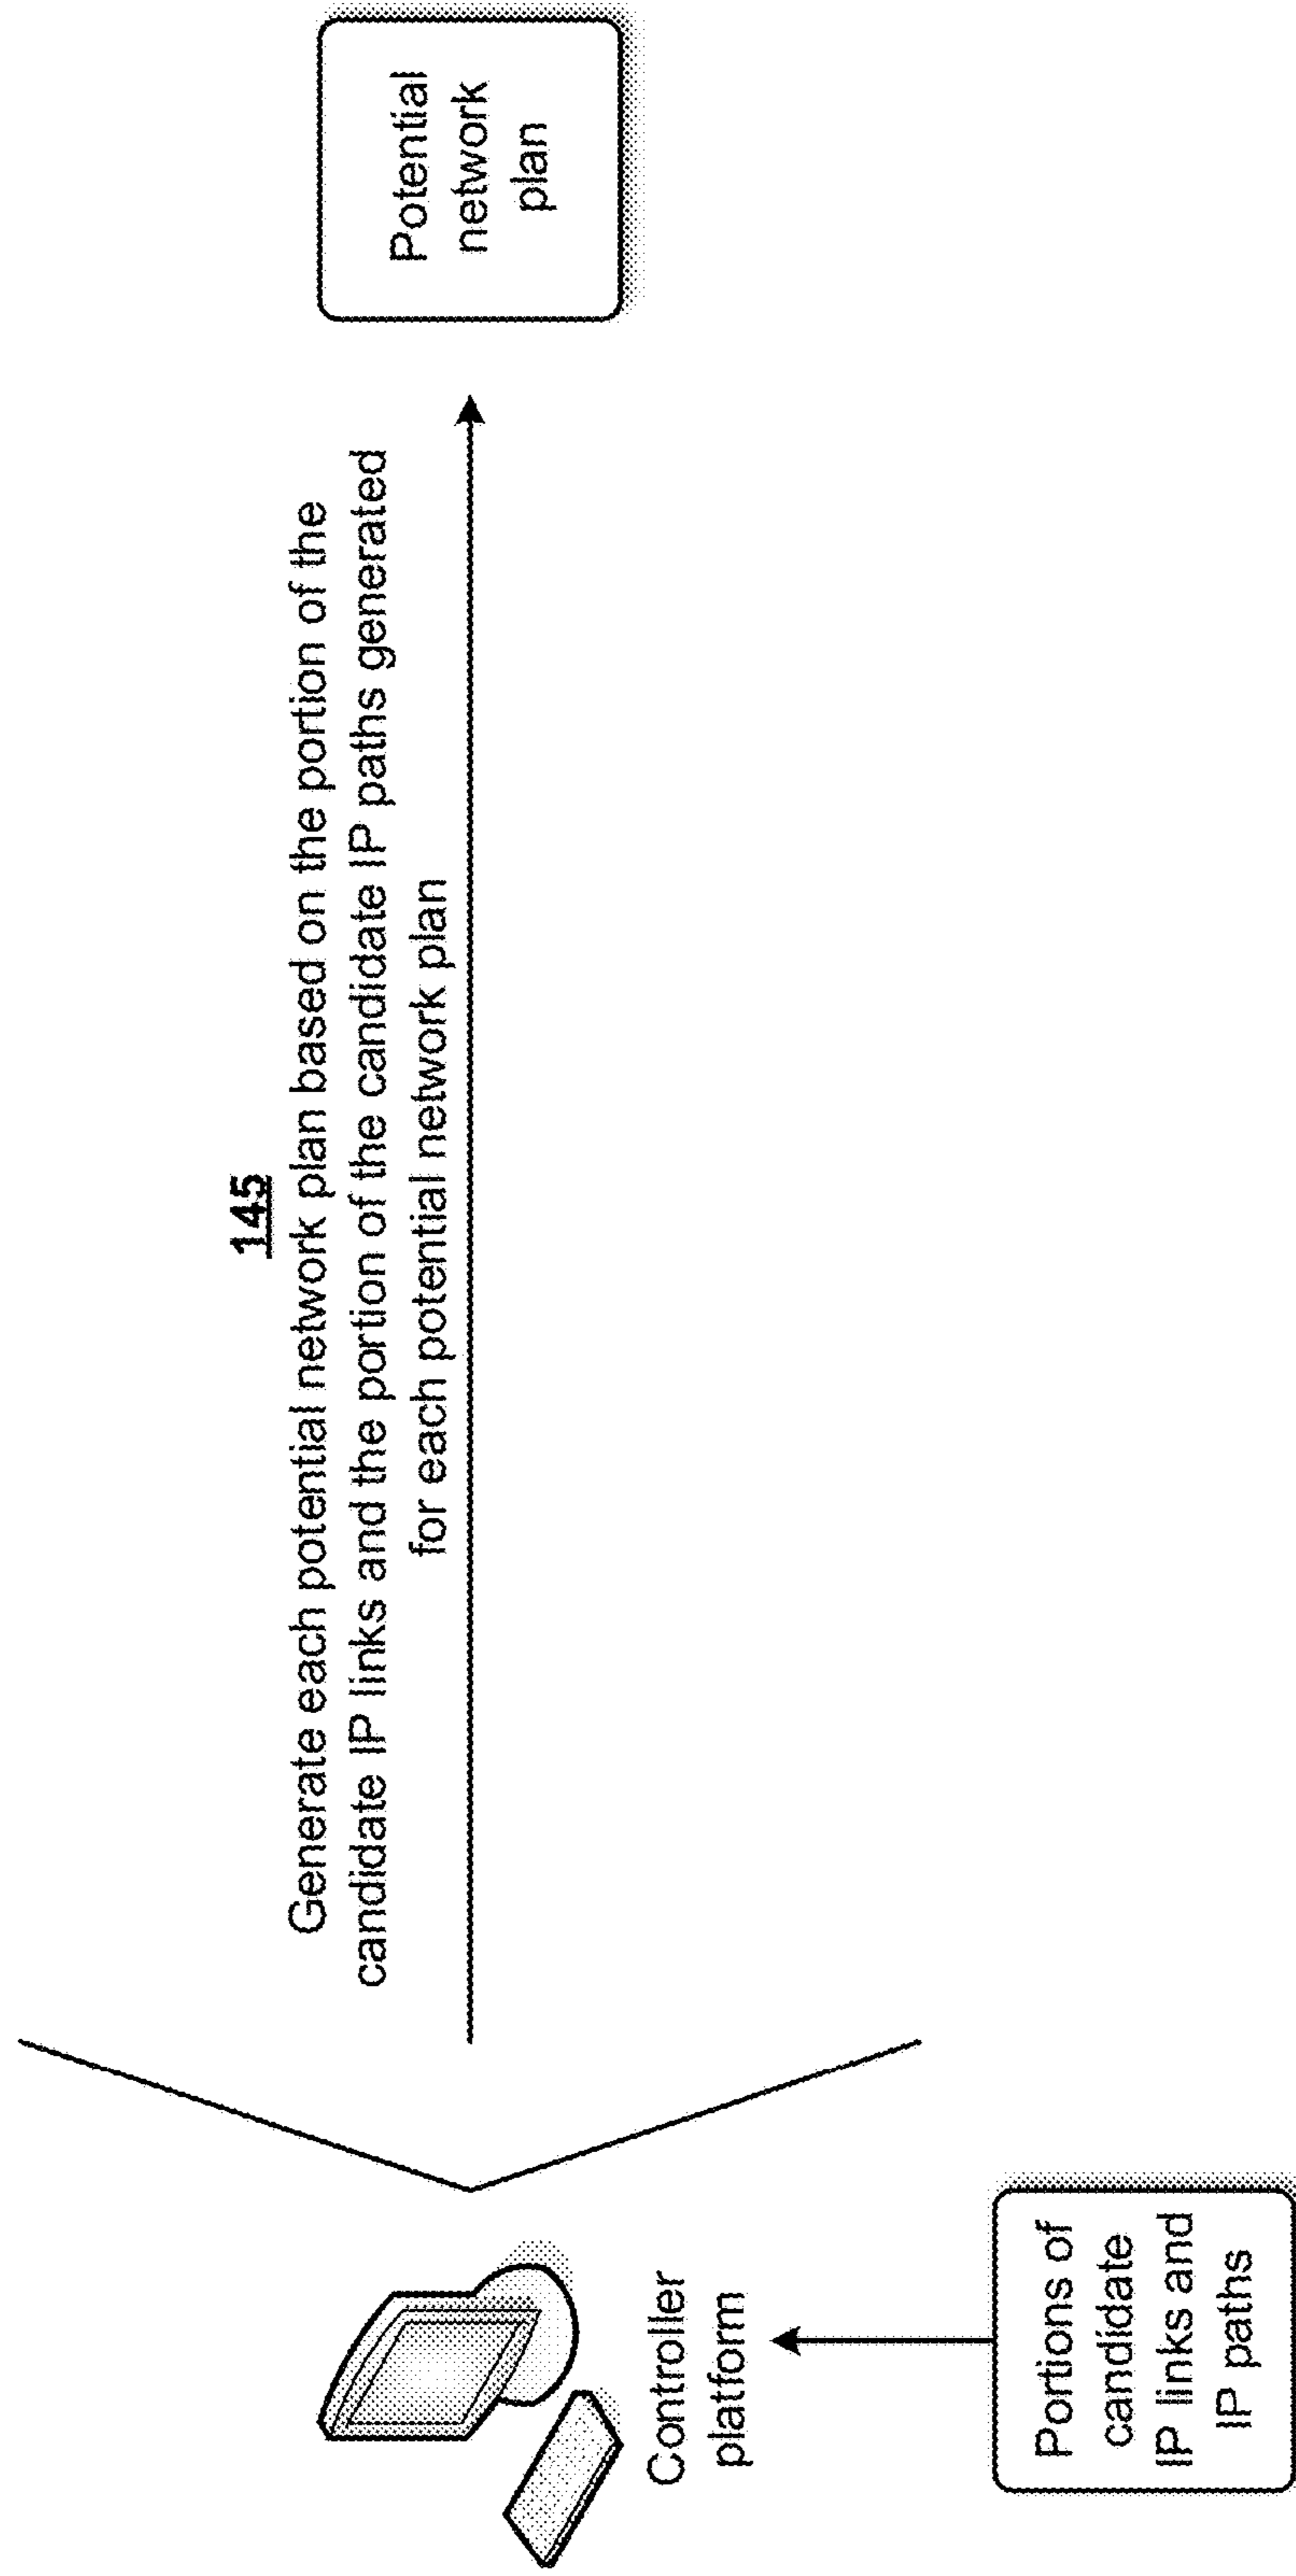 145
Generate each potential network plan based on the portion of the
candidate IP links and the portion of the candidate IP paths generated
for each potential network plan
Potential
network
plan
Controller
platform
Portions of
candidate
IP links and
IP paths